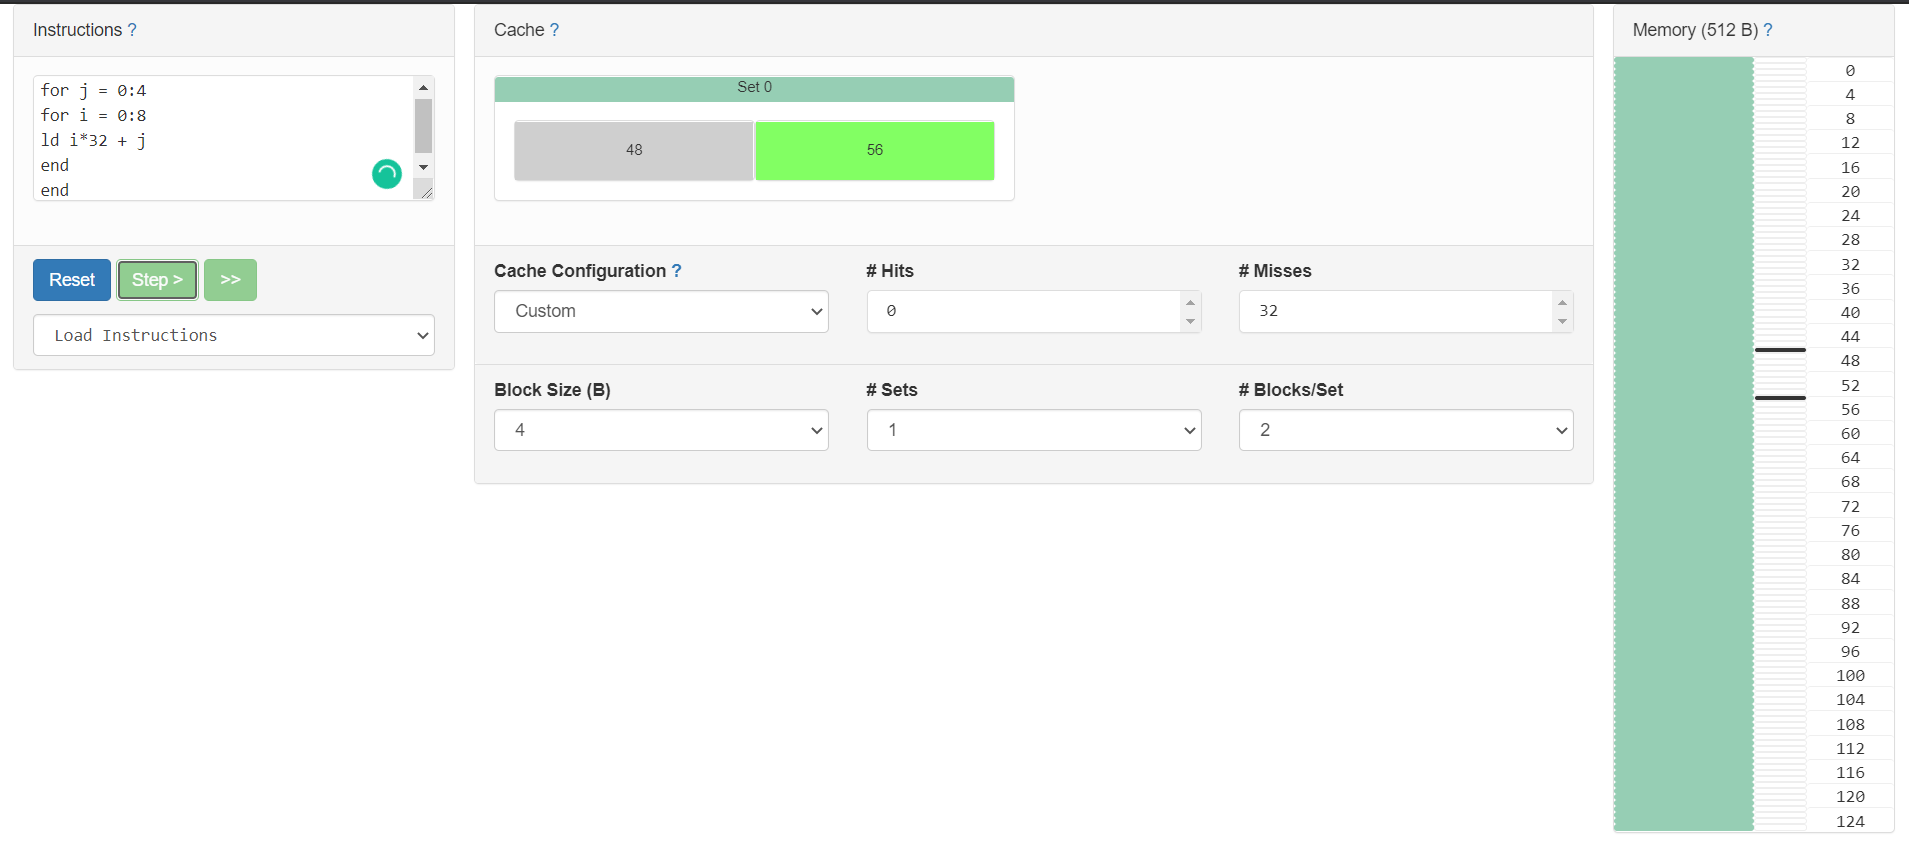 Instructions ?
for j = 0:4
for i = 0:8
ld i*32 + j
end
end
Reset
Step >
>>
Load Instructions
Cache ?
Set 0
48
56
Cache Configuration ?
Custom
# Hits
0
# Misses
32
Block Size (B)
4
# Sets
1
# Blocks/Set
2
Memory (512 B) ?
0
4
8
12
16
20
24
28
32
36
40
44
48
52
56
60
64
68
72
76
80
84
88
92
96
100
104
108
112
116
120
124